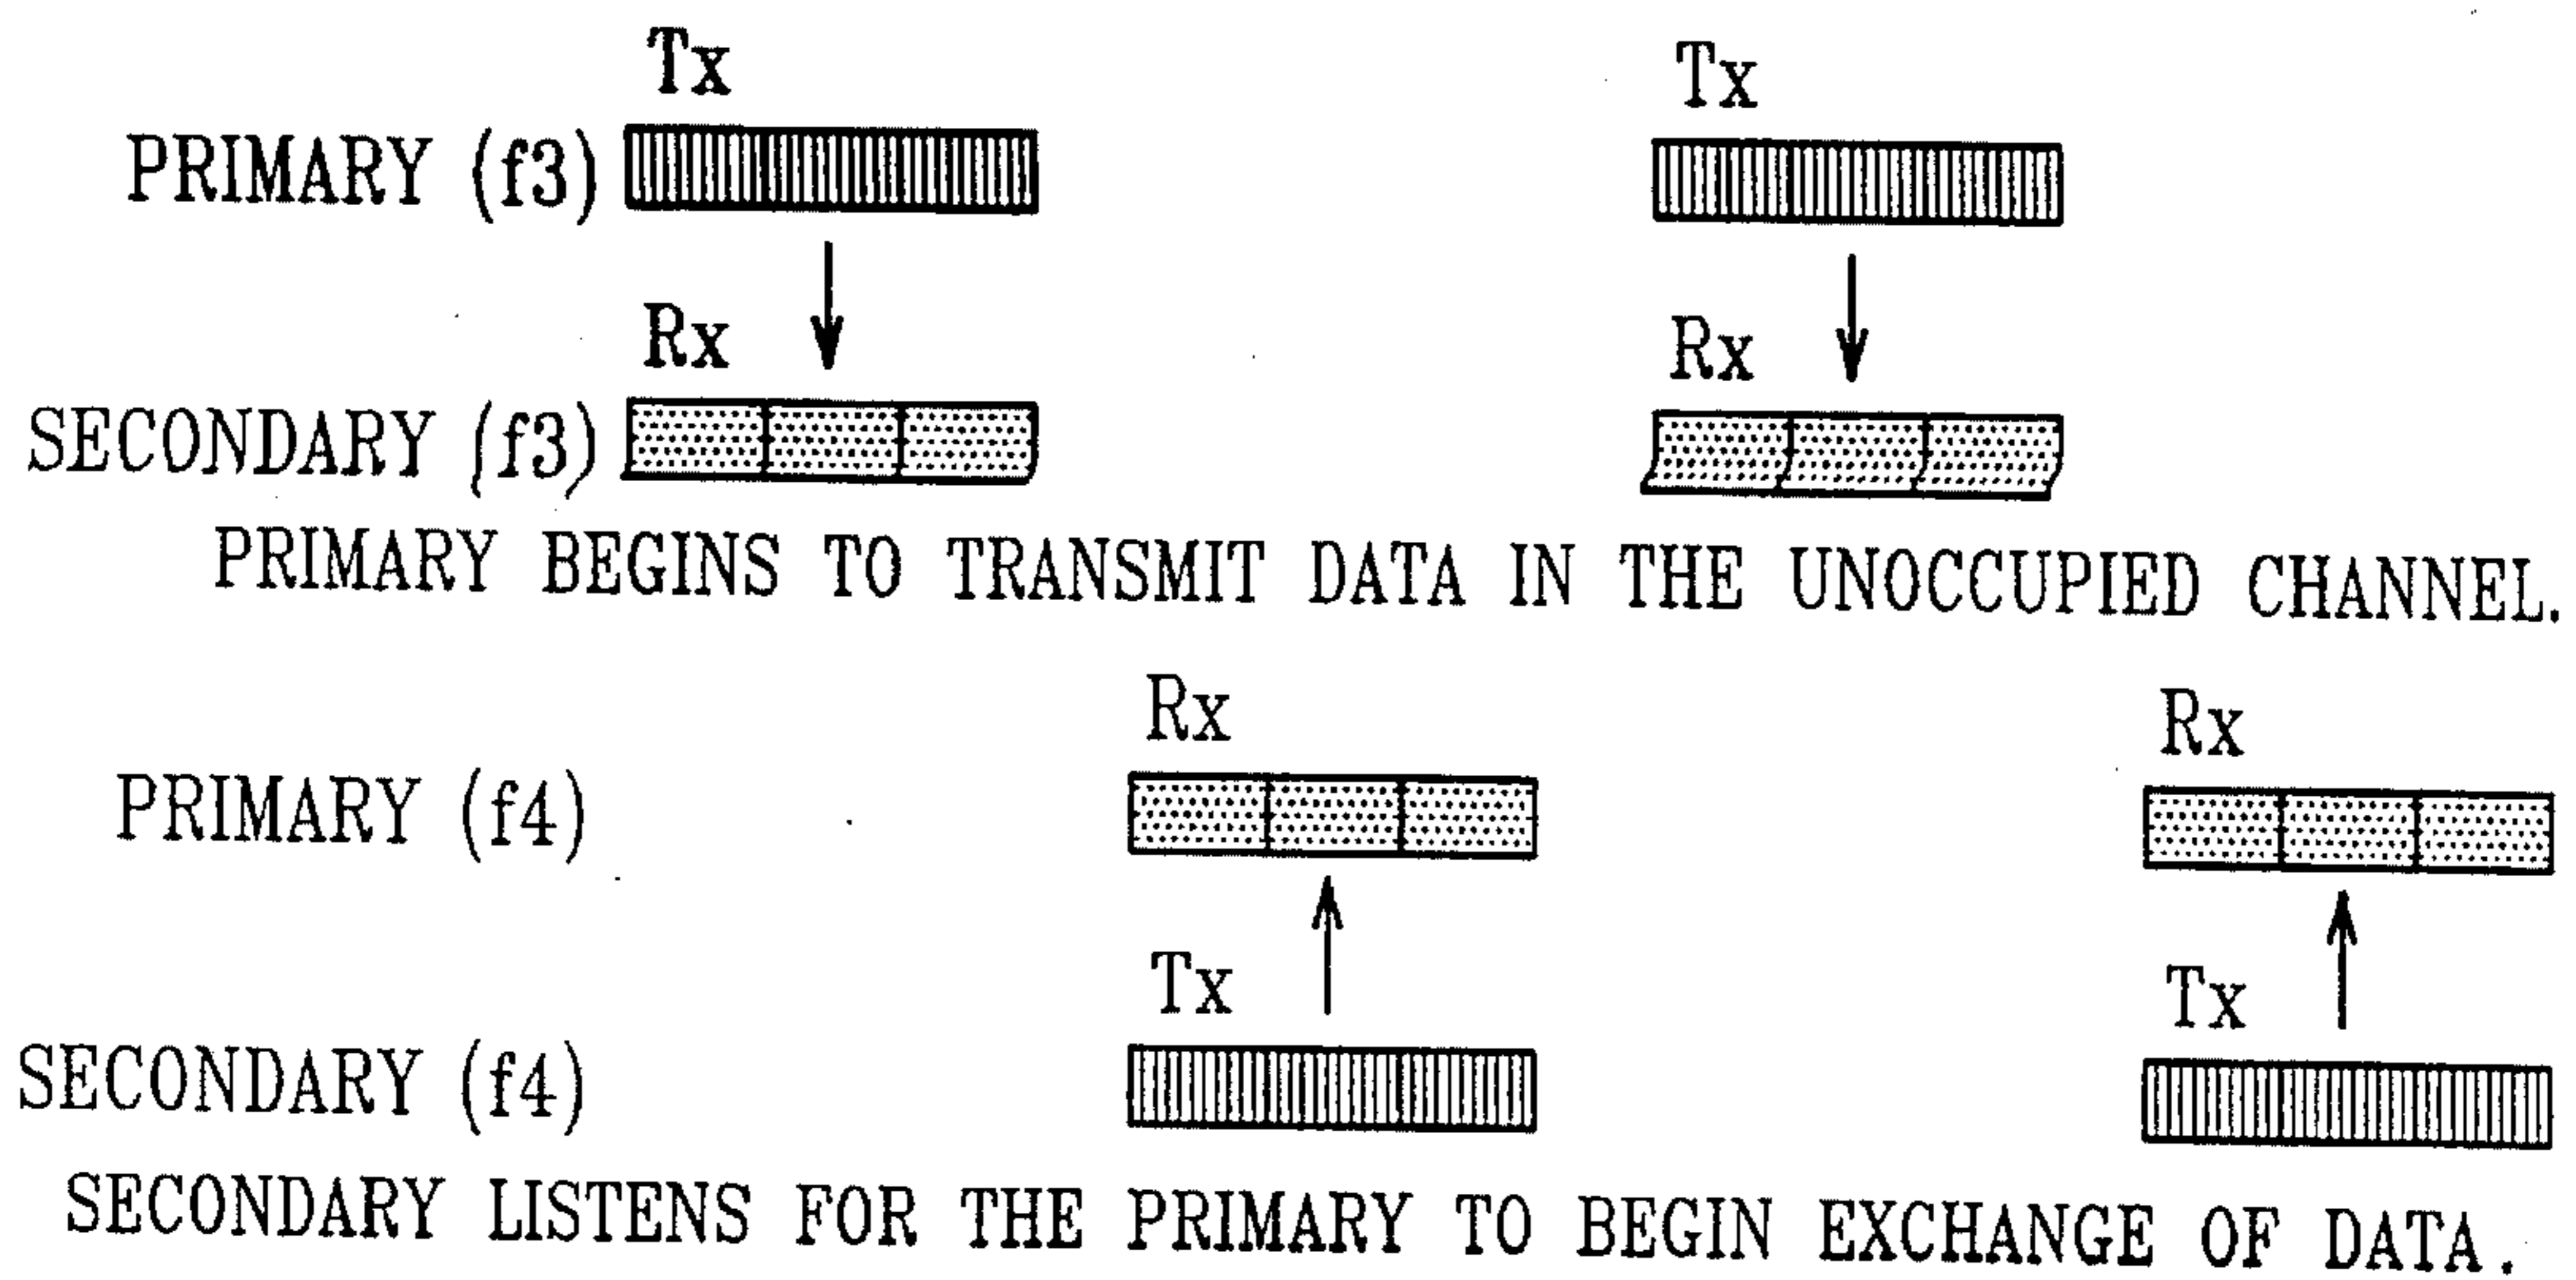 Tx Tx
PRIMARY (f3)
Rx Rx
SECONDARY (f3)
PRIMARY BEGINS TO TRANSMIT DATA IN THE UNOCCUPIED CHANNEL.
Rx Rx
PRIMARY (f4)
Tx Tx
SECONDARY (f4)
SECONDARY LISTENS FOR THE PRIMARY TO BEGIN EXCHANGE OF DATA.